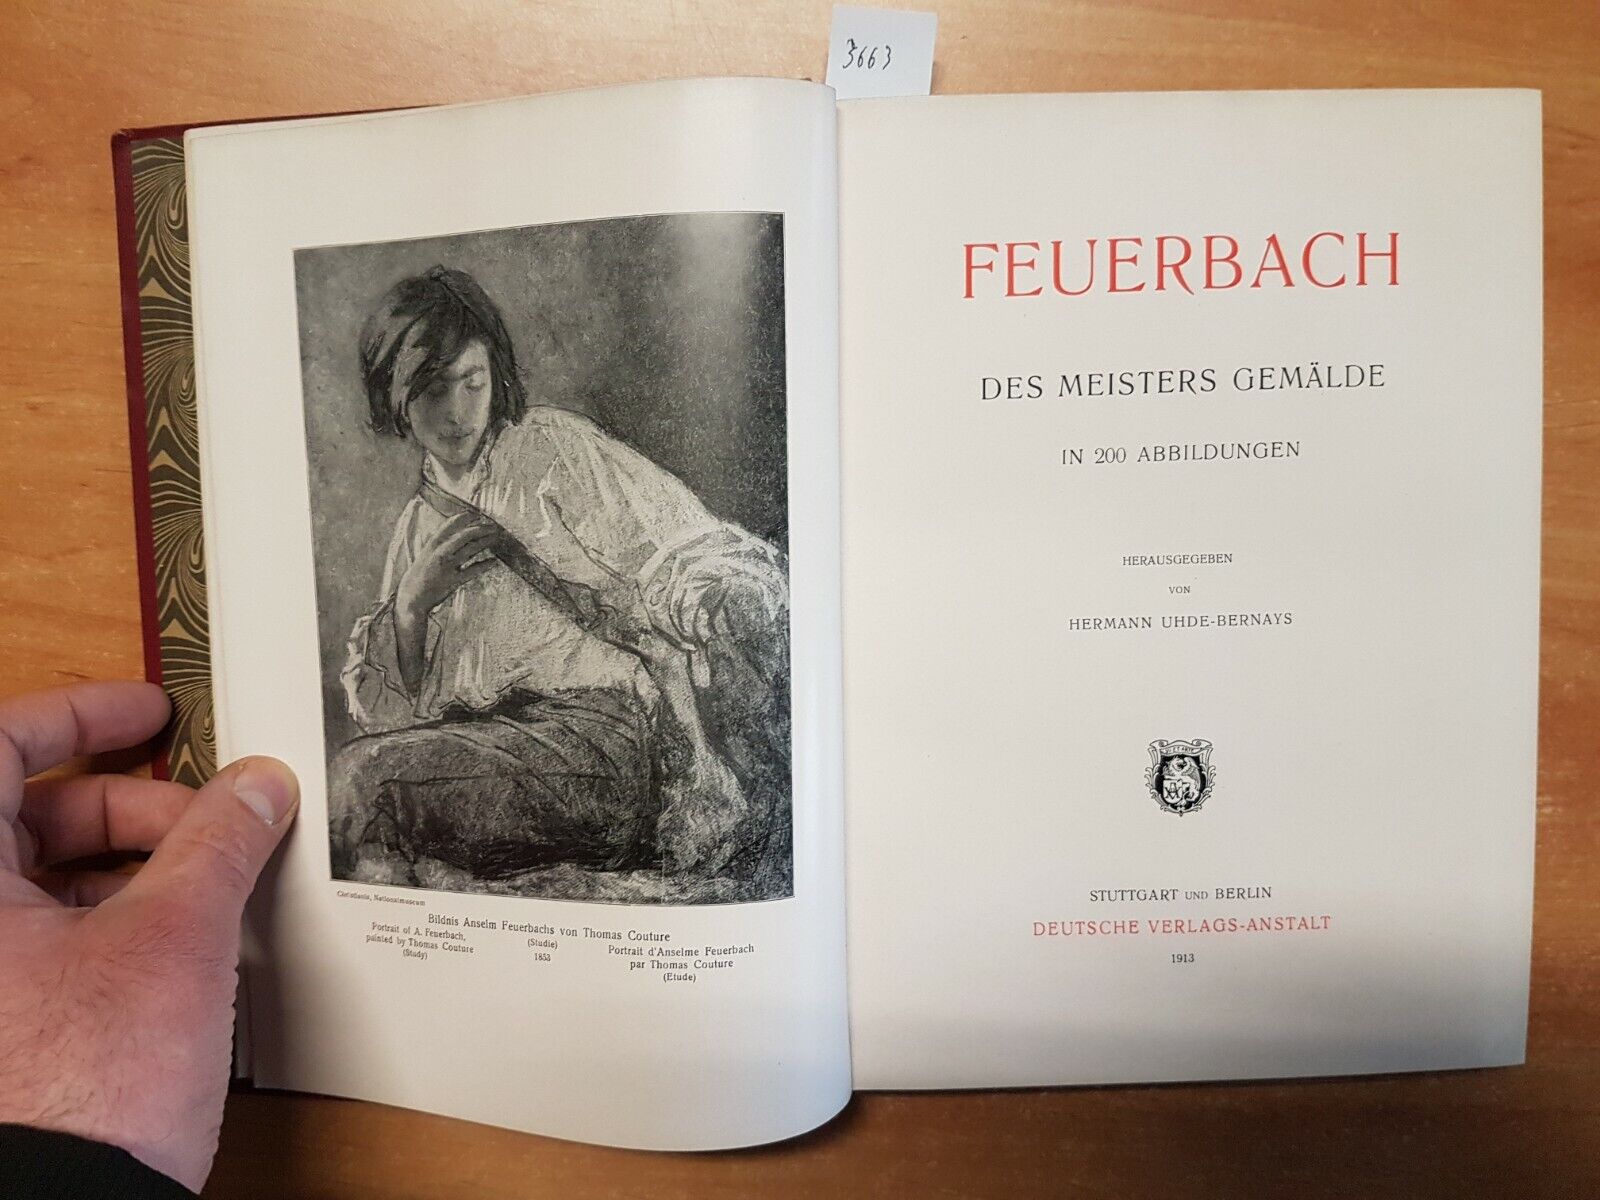 3663
Christiania, Nationalmuseum
Bildnis Anselm Feuerbachs von Thomas Couture
(Studie)
1853
Portrait of A. Feuerbach,
painted by Thomas Couture
(Study)
Portrait d'Anselme Feuerbach
par Thomas Couture
(Etude)
FEUERBACH
DES MEISTERS GEMÄLDE
IN 200 ABBILDUNGEN
HERAUSGEGEBEN
VON
HERMANN UHDE-BERNAYS
STUTTGART UND BERLIN
DEUTSCHE VERLAGS-ANSTALT
1913